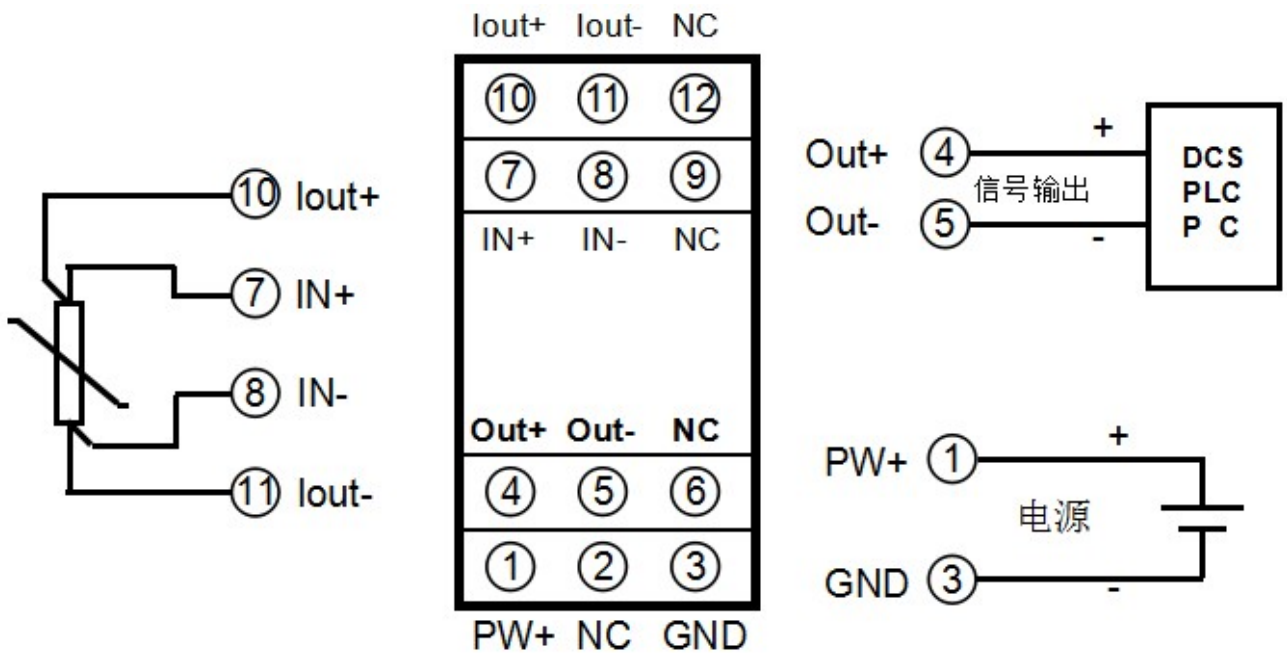 ⑩ Iout+
⑦ IN+
⑧ IN-
⑪ Iout-
Iout+ Iout- NC
⑩ ⑪ ⑫
⑦ ⑧ ⑨
IN+ IN- NC
Out+ Out- NC
④ ⑤ ⑥
① ② ③
PW+ NC GND
Out+ ④ +
信号输出
Out- ⑤ -
DCS
PLC
P C
PW+ ① +
电源
GND ③ -